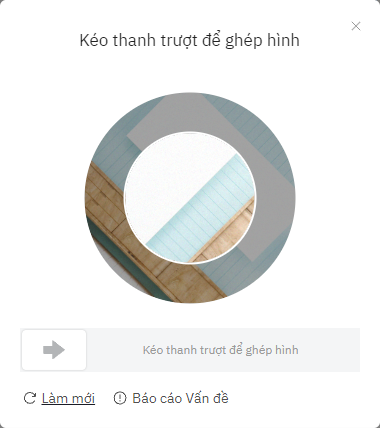 Kéo thanh trượt để ghép hình
Kéo thanh trượt để ghép hình
Làm mới
Báo cáo Vấn đề